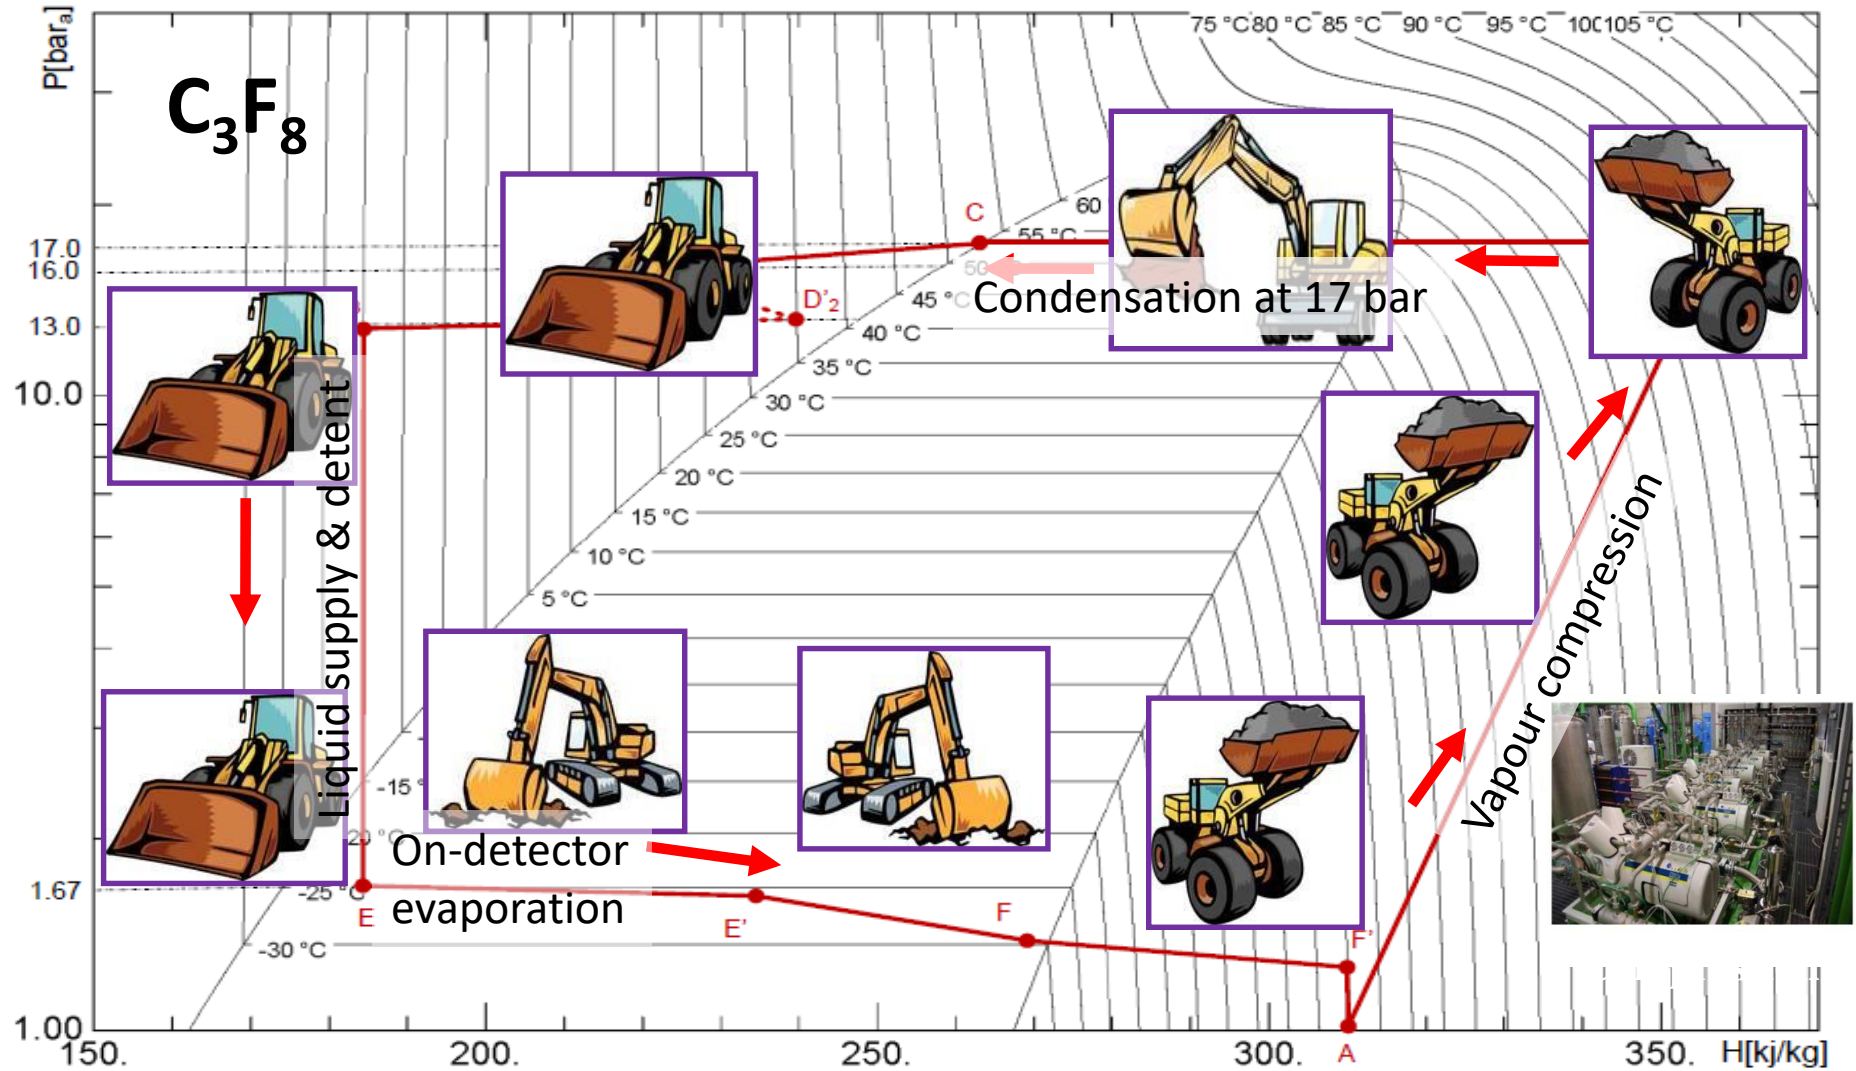 P[bar_a]
75 °C 80 °C 85 °C 90 °C 95 °C 100 105 °C
C₃F₈
60
C
55 °C
17.0
16.0
50
45 °C
D'₂
Condensation at 17 bar
13.0
40 °C
35 °C
10.0
30 °C
25 °C
20 °C
15 °C
10 °C
5 °C
Liquid supply & detent
Vapour compression
-15 °
20 °C
On-detector
evaporation
1.67
-25 °C
E
E'
F
F'
-30 °C
1.00
150.
200.
250.
300.
A
350.
H[kj/kg]